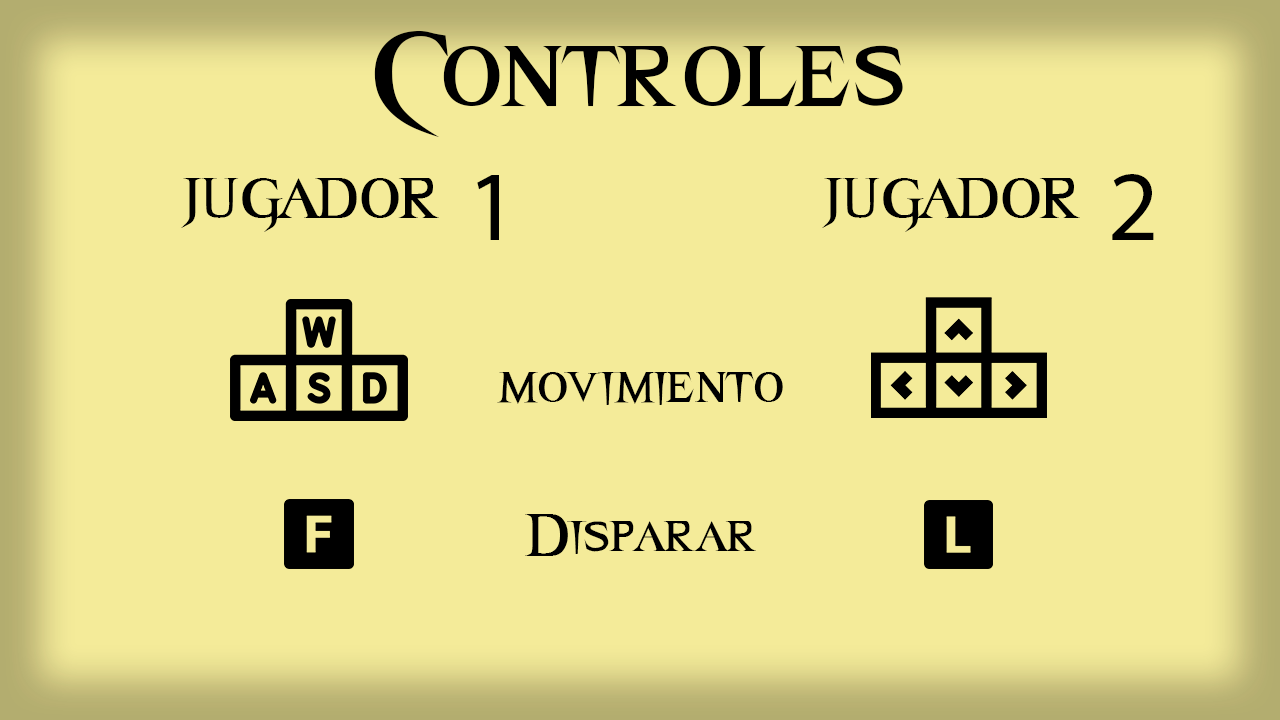 Controles
Jugador 1 Jugador 2
W
A S D Movimiento
F Disparar L